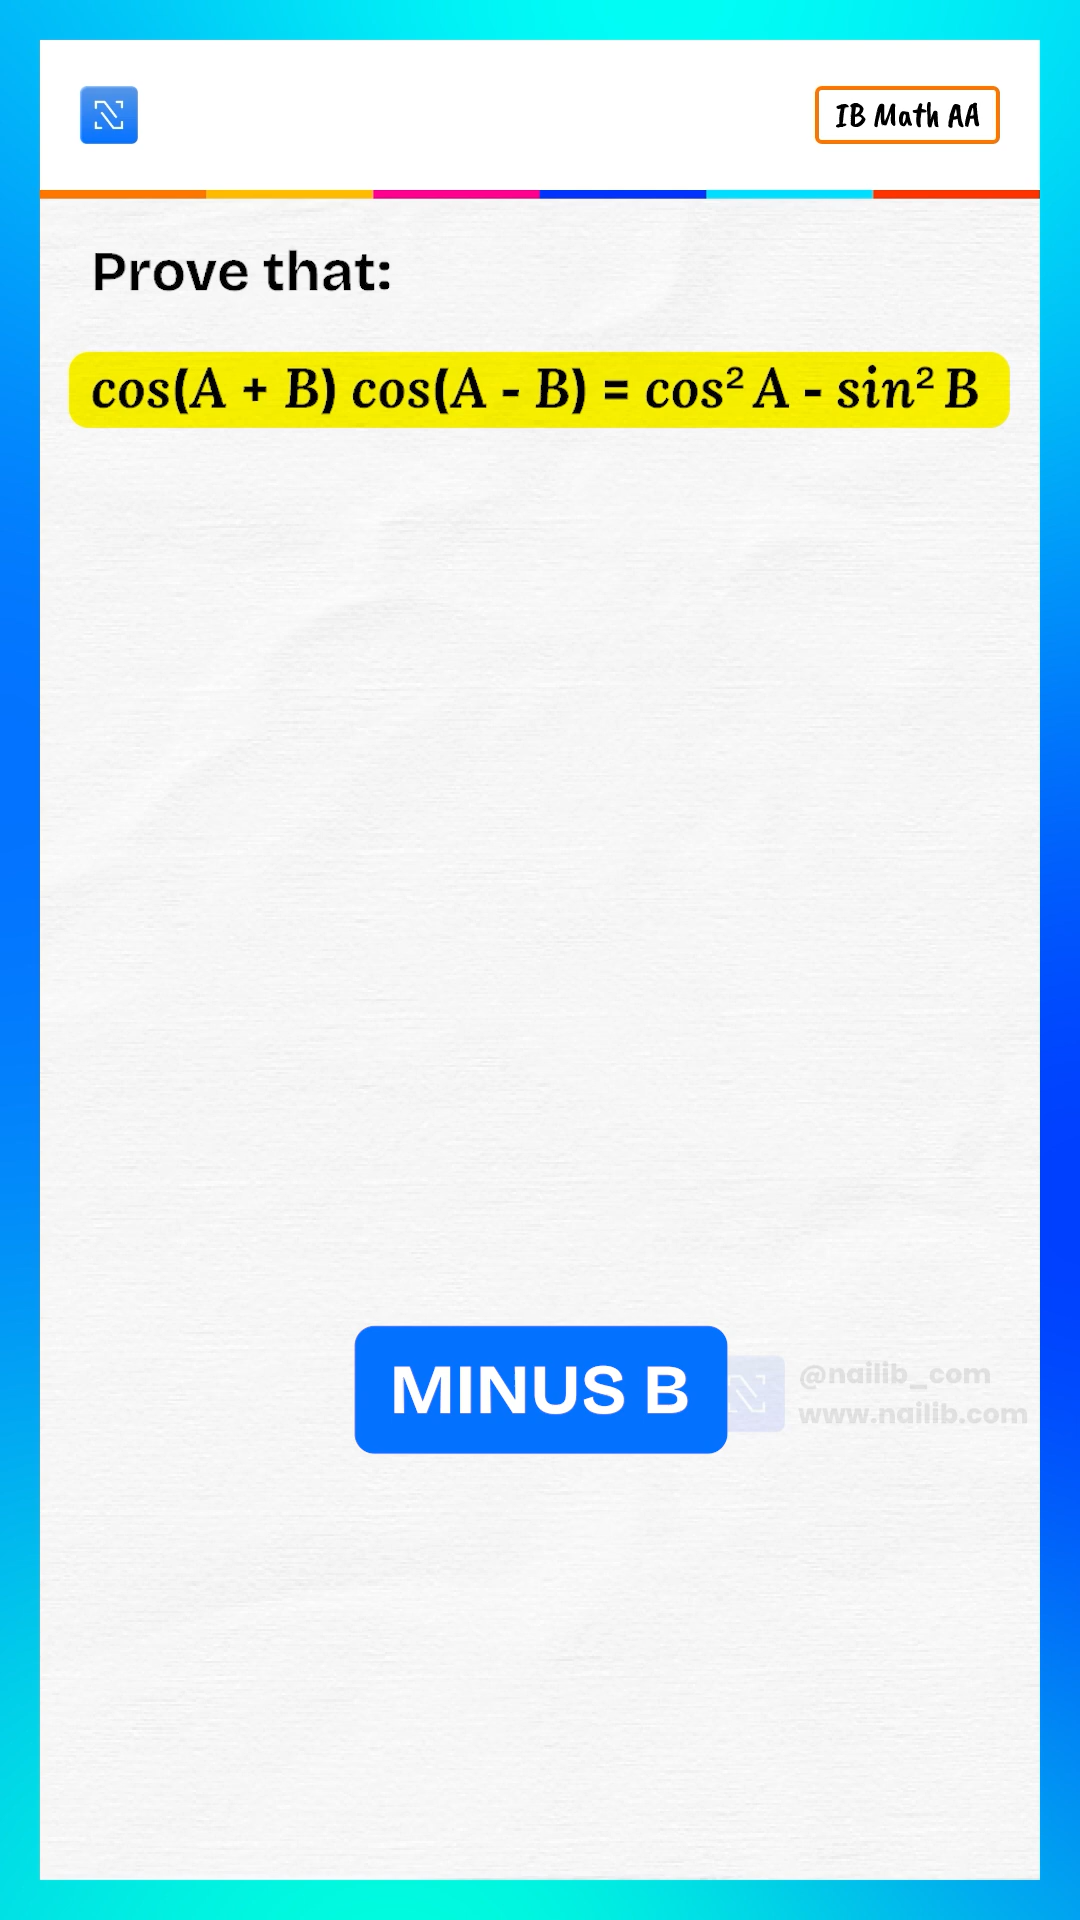 IB Math AA
Prove that:
cos(A + B) cos(A - B) = cos² A - sin² B
MINUS B
@nailib_com
www.nailib.com